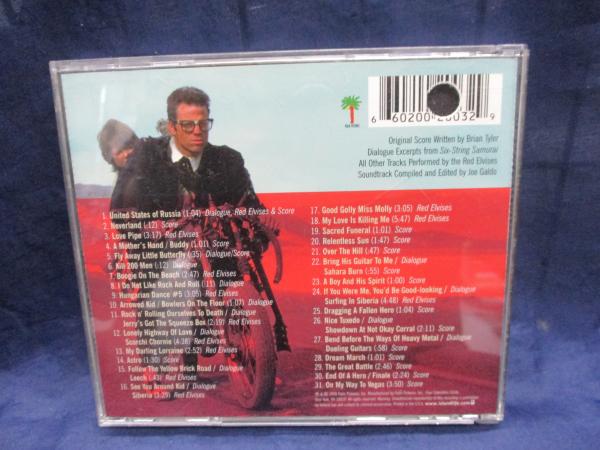 6 60200 20032 9
Original Score Written by Brian Tyler
Dialogue Excerpts from Six-String Samurai
All Other Tracks Performed by the Red Elvises
Soundtrack Compiled and Edited by Joe Galdo
1. United States of Russia (1:04) Dialogue, Red Elvises & Score
2. Neverland (:12) Score
3. Love Pipe (3:17) Red Elvises
4. A Mother's Hand / Buddy (1:01) Score
5. Fly Away Little Butterfly (:35) Dialogue/Score
6. Kill 200 Men (:12) Dialogue
7. Boogie on the Beach (2:47) Red Elvises
8. I Do Not Like Rock And Roll (:11) Dialogue
9. Hungarian Dance #5 (3:05) Red Elvises
10. Arrowed Kid / Bowlers On The Floor (1:07) Dialogue
11. Rock n' Rolling Ourselves To Death / Dialogue
Jerry's Got The Squeeze Box (2:19) Red Elvises
12. Lonely Highway Of Love / Dialogue
Scorchi Chornie (4:38) Red Elvises
13. My Darling Lorraine (2:52) Red Elvises
14. Astro (1:30) Score
15. Follow The Yellow Brick Road / Dialogue
Leech (4:43) Red Elvises
16. See You Around Kid / Dialogue
Siberia (3:29) Red Elvises
17. Good Golly Miss Molly (3:05) Red Elvises
18. My Love Is Killing Me (5:47) Red Elvises
19. Sacred Funeral (1:01) Score
20. Relentless Sun (1:47) Score
21. Over The Hill (:47) Score
22. Bring His Guitar To Me / Dialogue
Sahara Burn (:55) Score
23. A Boy And His Spirit (1:00) Score
24. If You Were Me, You'd Be Good-looking / Dialogue
Surfing In Siberia (4:48) Red Elvises
25. Dragging A Fallen Hero (1:04) Score
26. Nice Tuxedo / Dialogue
Showdown At Not Okay Corral (2:11) Score
27. Bend Before The Ways Of Heavy Metal / Dialogue
Dueling Guitars (:58) Score
28. Dream March (1:01) Score
29. The Great Battle (2:46) Score
30. End Of A Hero / Finale (2:24) Score
31. On My Way To Vegas (3:50) Score
www.islandlife.com